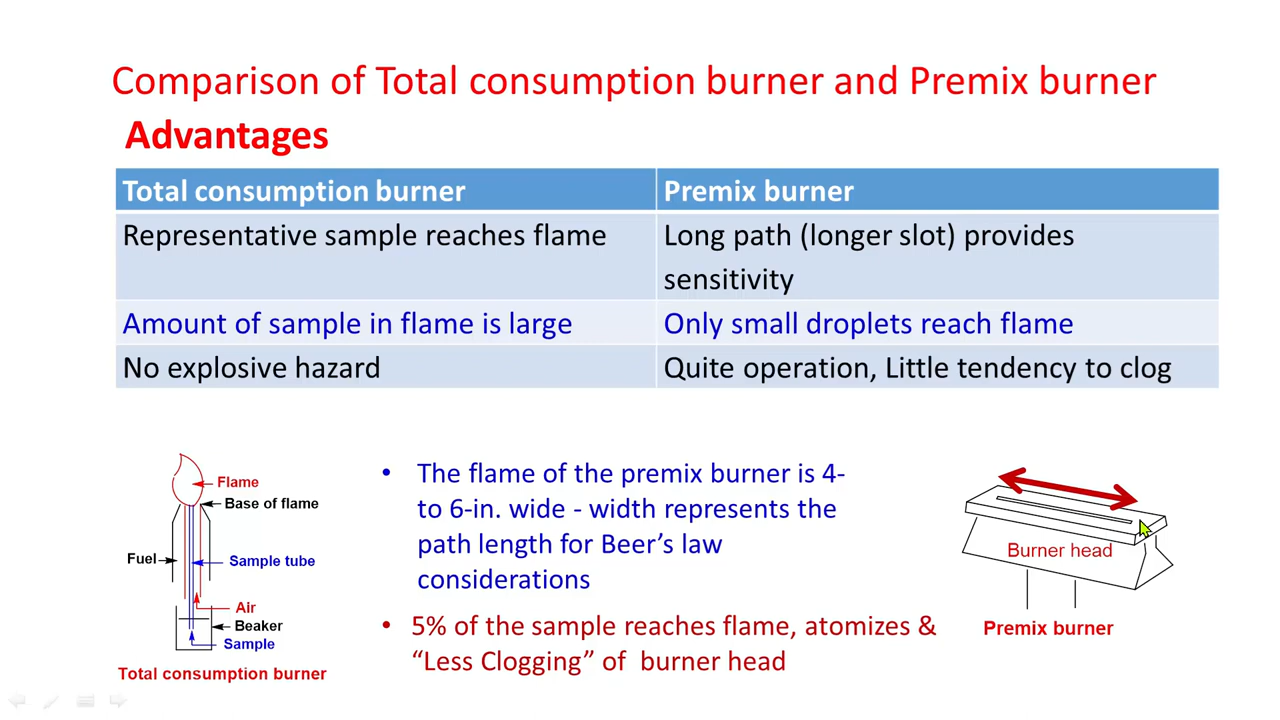 Comparison of Total consumption burner and Premix burner
Advantages
Total consumption burner
Premix burner
Representative sample reaches flame
Long path (longer slot) provides
sensitivity
Amount of sample in flame is large
Only small droplets reach flame
No explosive hazard
Quite operation, Little tendency to clog
Flame
Base of flame
Fuel
Sample tube
Air
Beaker
Sample
Total consumption burner
• The flame of the premix burner is 4-
to 6-in. wide - width represents the
path length for Beer's law
considerations
• 5% of the sample reaches flame, atomizes &
“Less Clogging” of burner head
Burner head
Premix burner